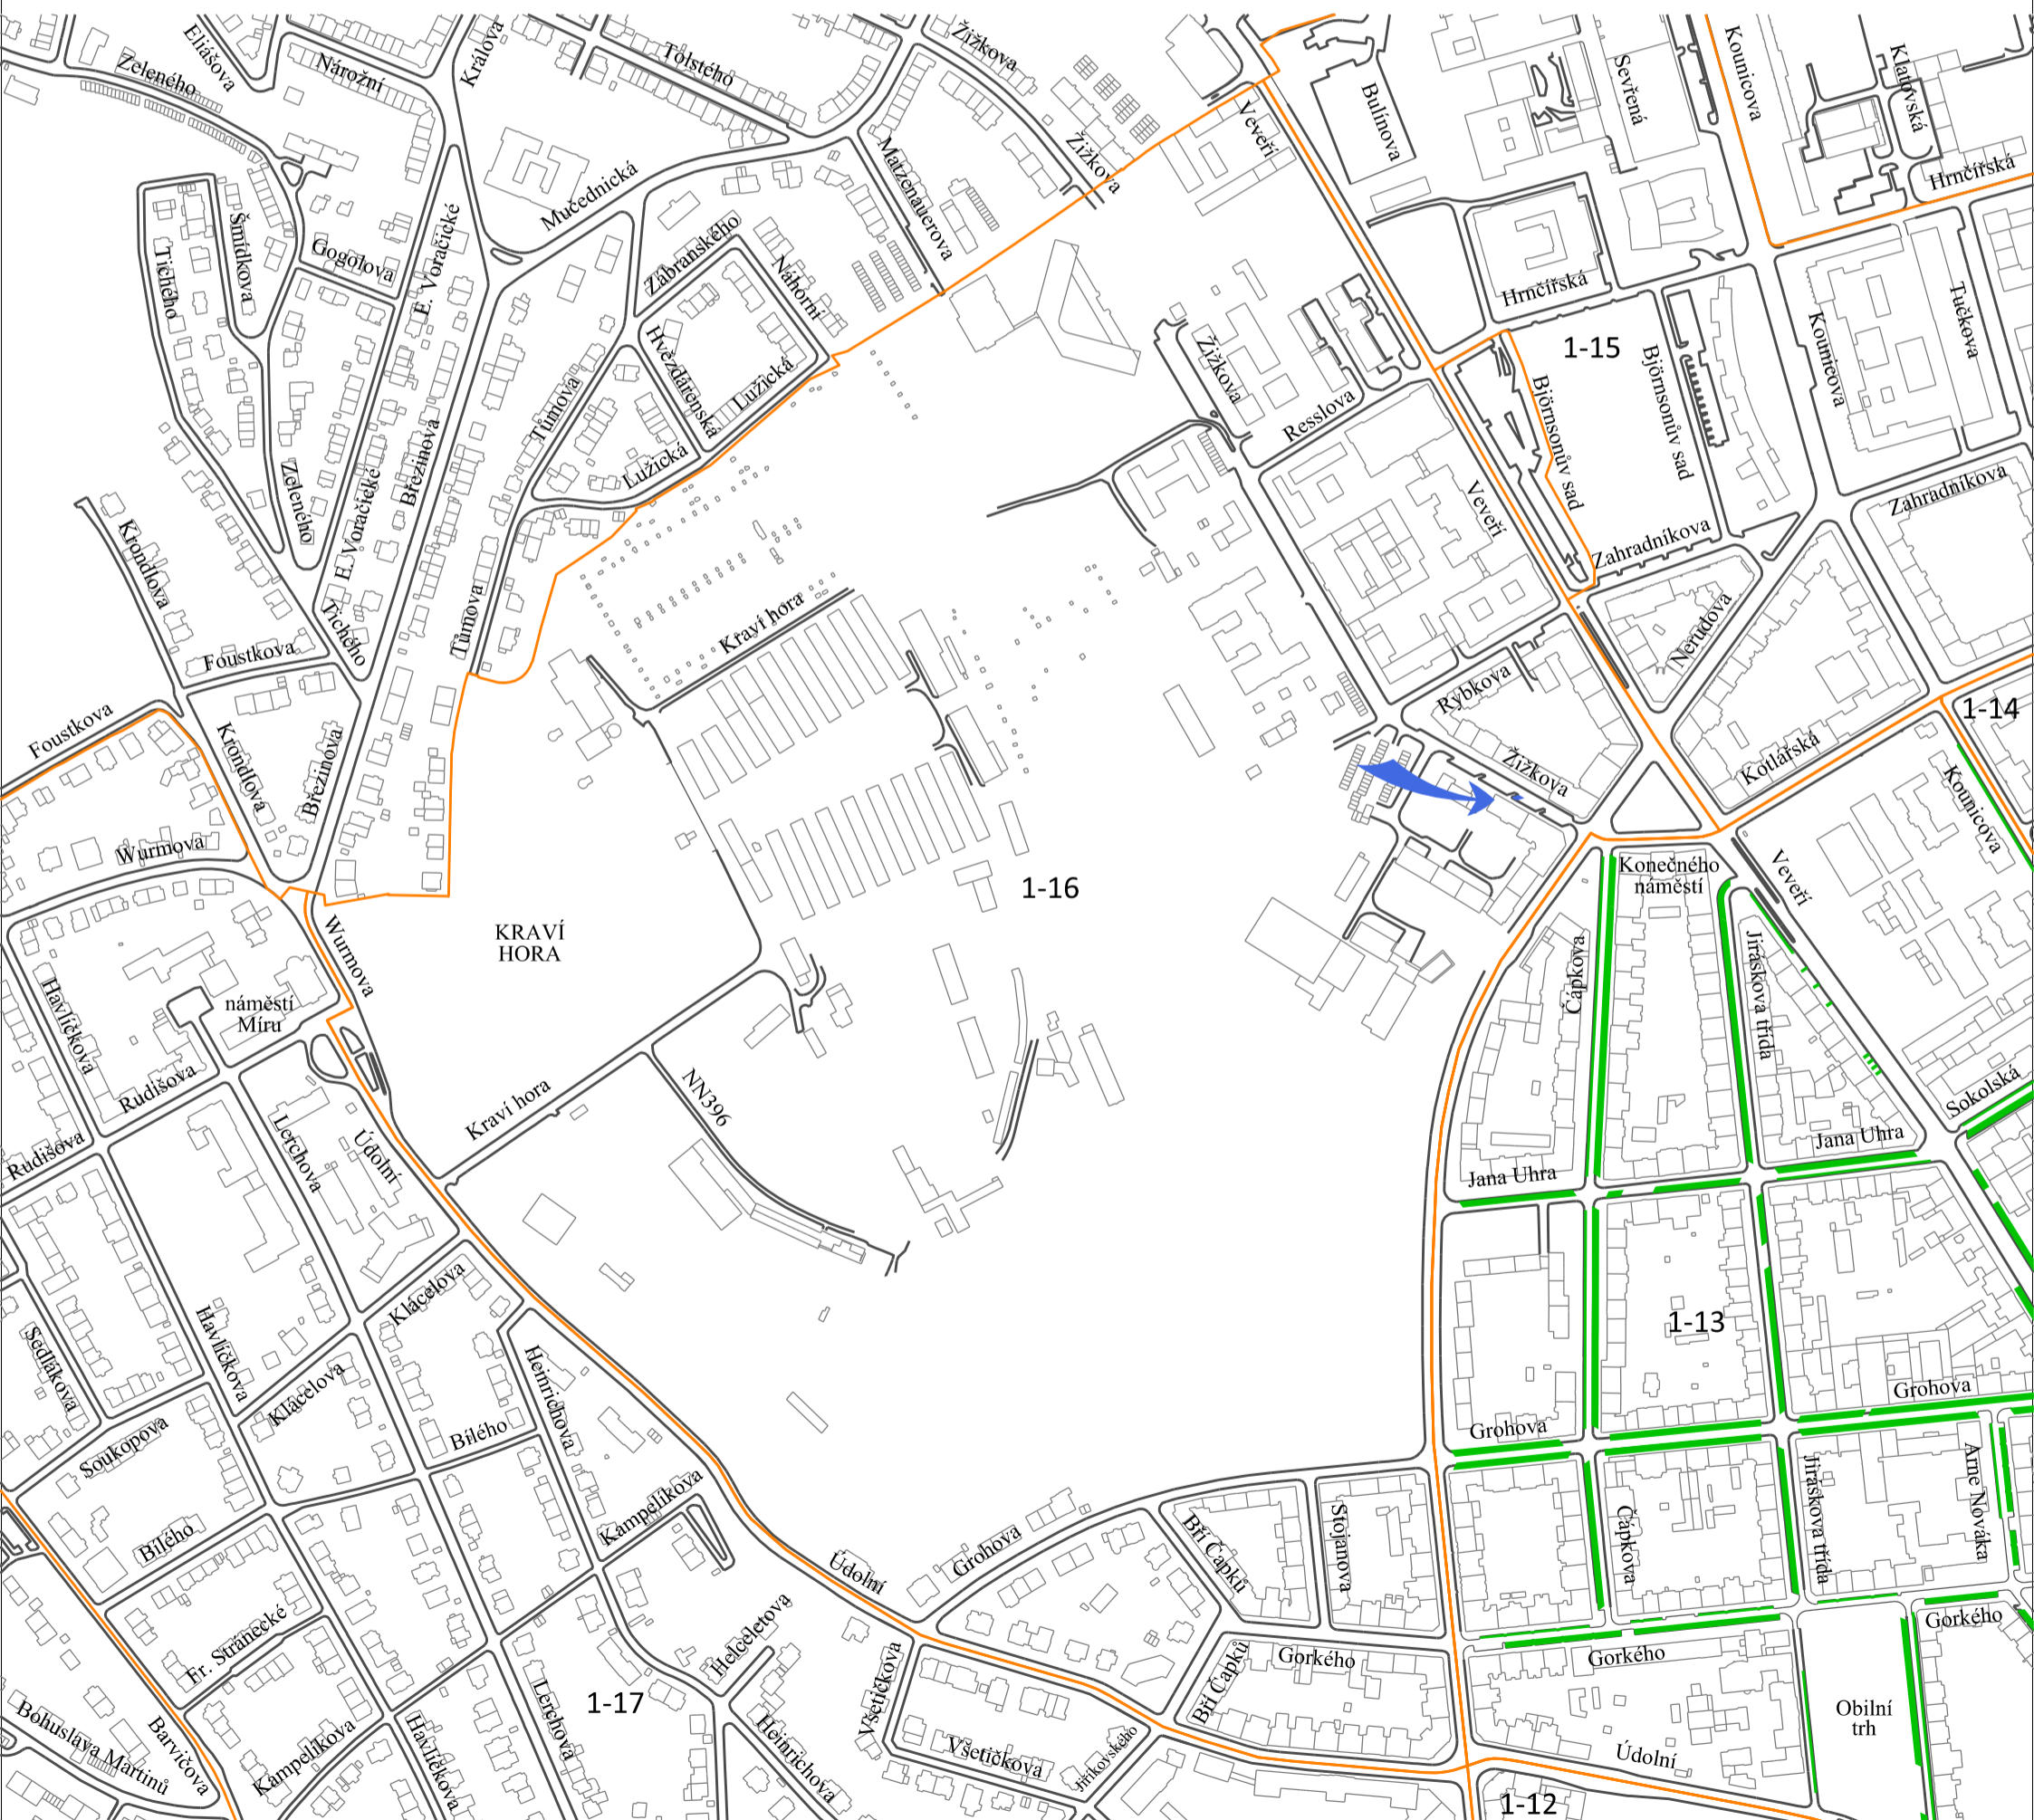 Eliášova
Zeleného
Nárožní
Králova
Tolstého
Žižkova
Žižkova
Veveří
Bulínova
Sevřená
Kounicova
Klatovská
Hrnčířská
Matzenauerova
Mučednická
Šmídkova
Tichého
Gogolova
E. Voračické
Zábranského
Náhorní
Hrnčířská
Tučkova
Kounicova
1-15
Björnsonův sad
Björnsonův sad
Hvězdárenská
Lužická
Žižkova
Resslova
Tůmova
Březinova
Lužická
Zeleného
E. Voračické
Krondlova
Veveří
Zahradníkova
Zahradníkova
Tůmova
Tichého
Kraví hora
Nerudova
Foustkova
Rybkova
1-14
Foustkova
Krondlova
Březinova
Žižkova
Kotlářská
Kounicova
Wurmova
1-16
Konečného
náměstí
Veveří
KRAVÍ
HORA
Wurmova
Čápkova
Jiráskova třída
náměstí
Míru
Havlíčkova
Rudišova
Rudišova
Lerchova
Údolní
Kraví hora
NN396
Sokolská
Jana Uhra
Jana Uhra
Klácelova
Havlíčkova
Sedlákova
Klácelova
Heinrichova
1-13
Grohova
Grohova
Soukopova
Bílého
Bílého
Kampelíkova
Údolní
Grohova
Bří Čapků
Stojanova
Čápkova
Jiráskova třída
Arne Nováka
Gorkého
Fr. Stránecké
Helceletova
Všetičkova
Bří Čapků
Gorkého
Gorkého
1-17
Lerchova
Obilní
trh
Bohuslava Martinů
Barvičova
Kampelíkova
Havlíčkova
Heinrichova
Všetičkova
Jiříkovského
Údolní
1-12